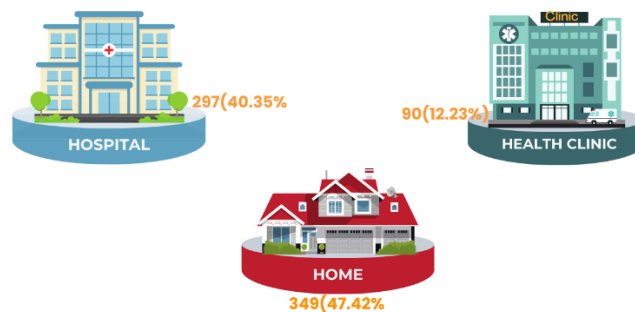 Clinic
297(40.35%
90(12.23%)
HOSPITAL
HEALTH CLINIC
HOME
349(47.42%